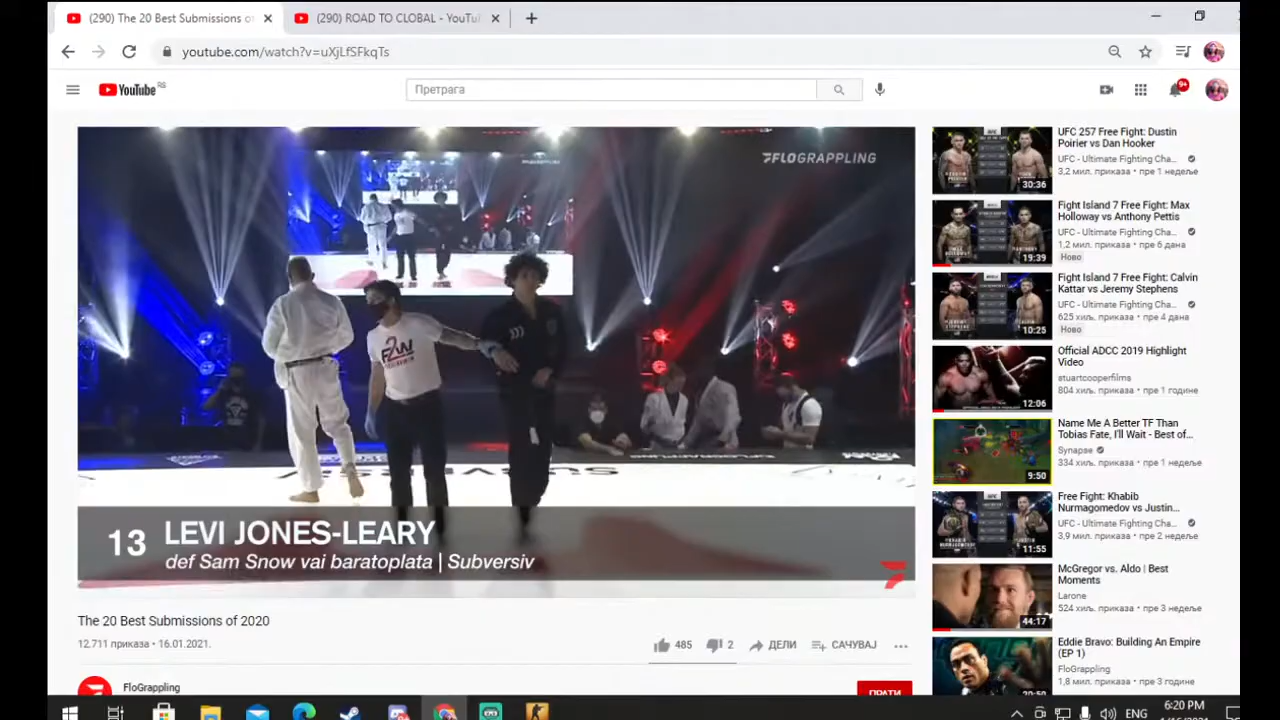 (290) The 20 Best Submissions o
(290) ROAD TO CLOBAL - YouTu
youtube.com/watch?v=uXjLfSFkqTs
YouTube RS
Претрага
9+
FLOGRAPPLING
F2W
13
LEVI JONES-LEARY
def Sam Snow vai baratoplata | Subversiv
The 20 Best Submissions of 2020
12.711 приказа • 16.01.2021.
485
2
ДЕЛИ
САЧУВАЈ
FloGrappling
ПРАТИ
UFC 257 Free Fight: Dustin
Poirier vs Dan Hooker
UFC - Ultimate Fighting Cha...
3,2 мил. приказа • пре 1 недеље
30:36
Fight Island 7 Free Fight: Max
Holloway vs Anthony Pettis
UFC - Ultimate Fighting Cha...
1,2 мил. приказа • пре 6 дана
Ново
19:39
Fight Island 7 Free Fight: Calvin
Kattar vs Jeremy Stephens
UFC - Ultimate Fighting Cha...
625 хиљ. приказа • пре 4 дана
Ново
10:25
Official ADCC 2019 Highlight
Video
stuartcooperfilms
804 хиљ. приказа • пре 1 године
12:06
Name Me A Better TF Than
Tobias Fate, I'll Wait - Best of...
Synapse
334 хиљ. приказа • пре 1 недеље
9:50
Free Fight: Khabib
Nurmagomedov vs Justin...
UFC - Ultimate Fighting Cha...
3,9 мил. приказа • пре 2 недеље
11:55
McGregor vs. Aldo | Best
Moments
Larone
524 хиљ. приказа • пре 3 недеље
44:17
Eddie Bravo: Building An Empire
(EP 1)
FloGrappling
1,8 мил. приказа • пре 3 године
20:50
ENG
6:20 PM